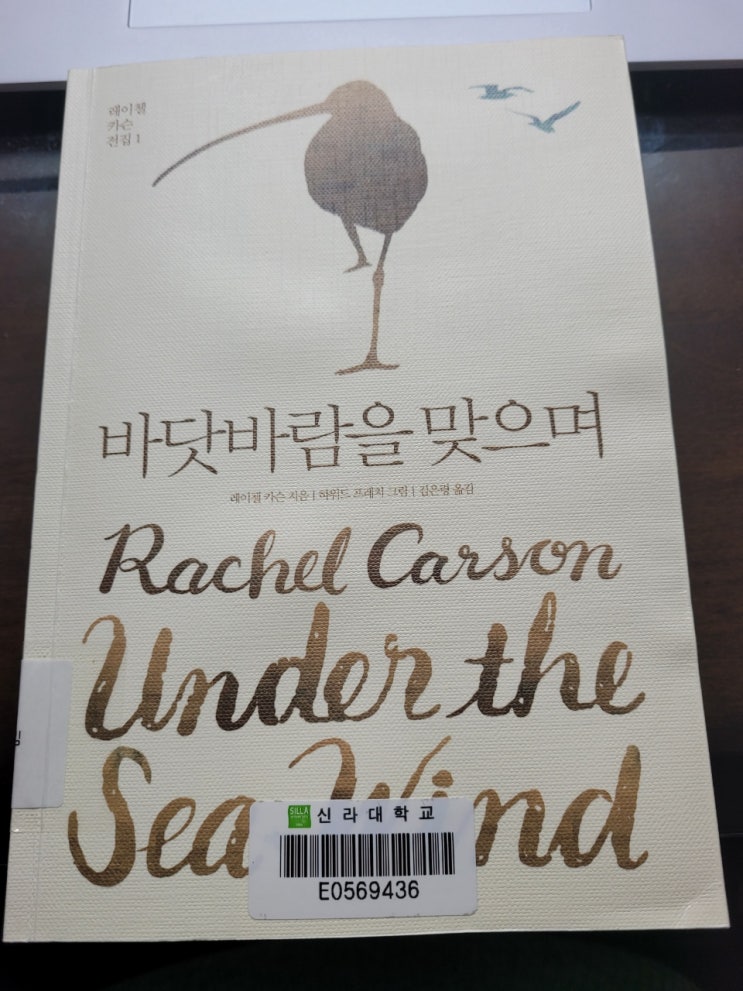 레이첼
카슨
전집 1
바닷바람을 맞으며
레이첼 카슨 지음 | 하워드 프레치 그림 | 김은령 옮김
Rachel Carson
Under the
Sea Wind
SILLA
신라대학교
E0569436